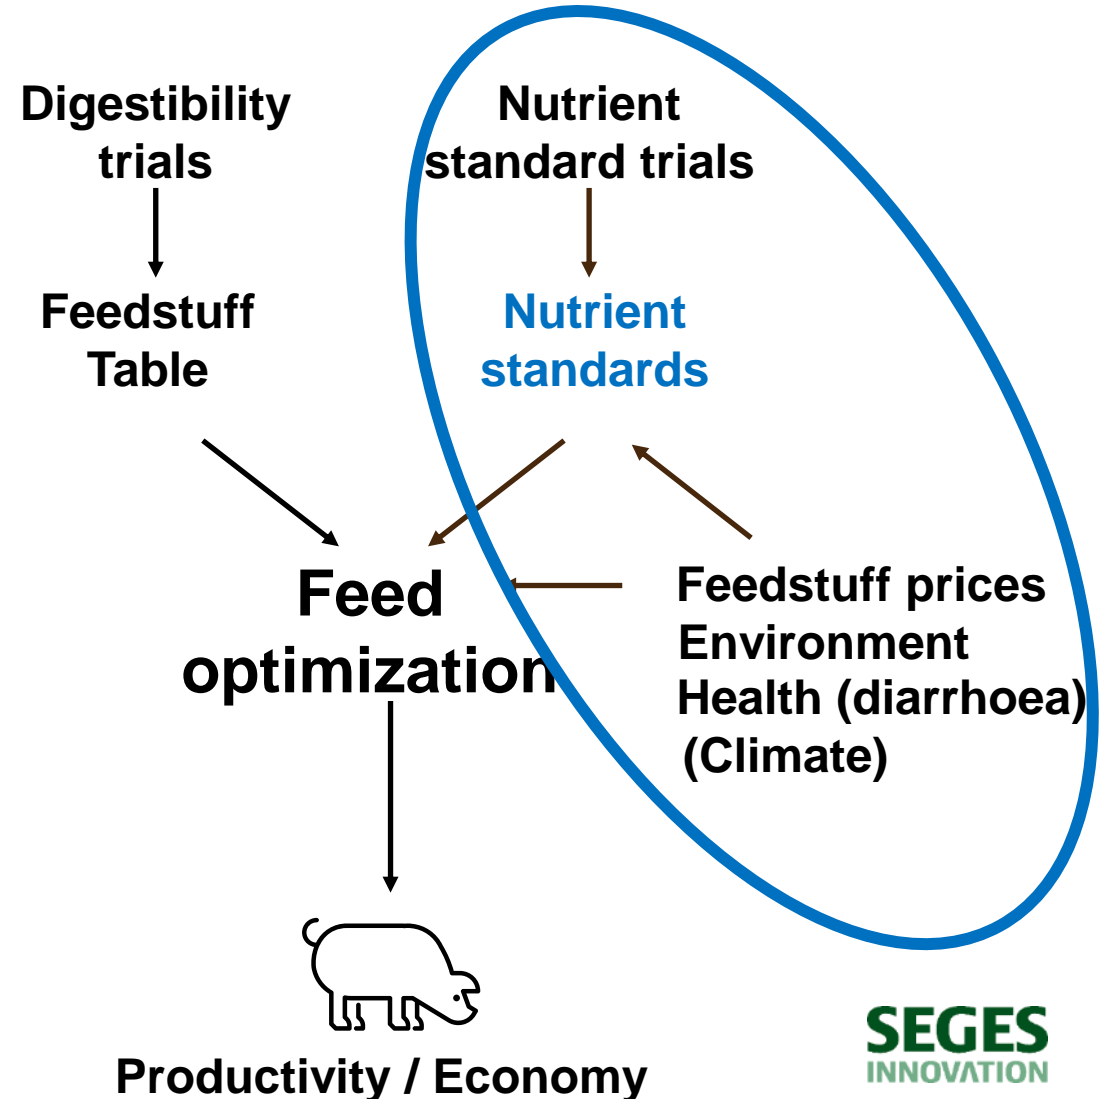 Digestibility
trials
Nutrient
standard trials
Feedstuff
Table
Nutrient
standards
Feed
optimization
Feedstuff prices
Environment
Health (diarrhoea)
(Climate)
Productivity / Economy
SEGES
INNOVATION